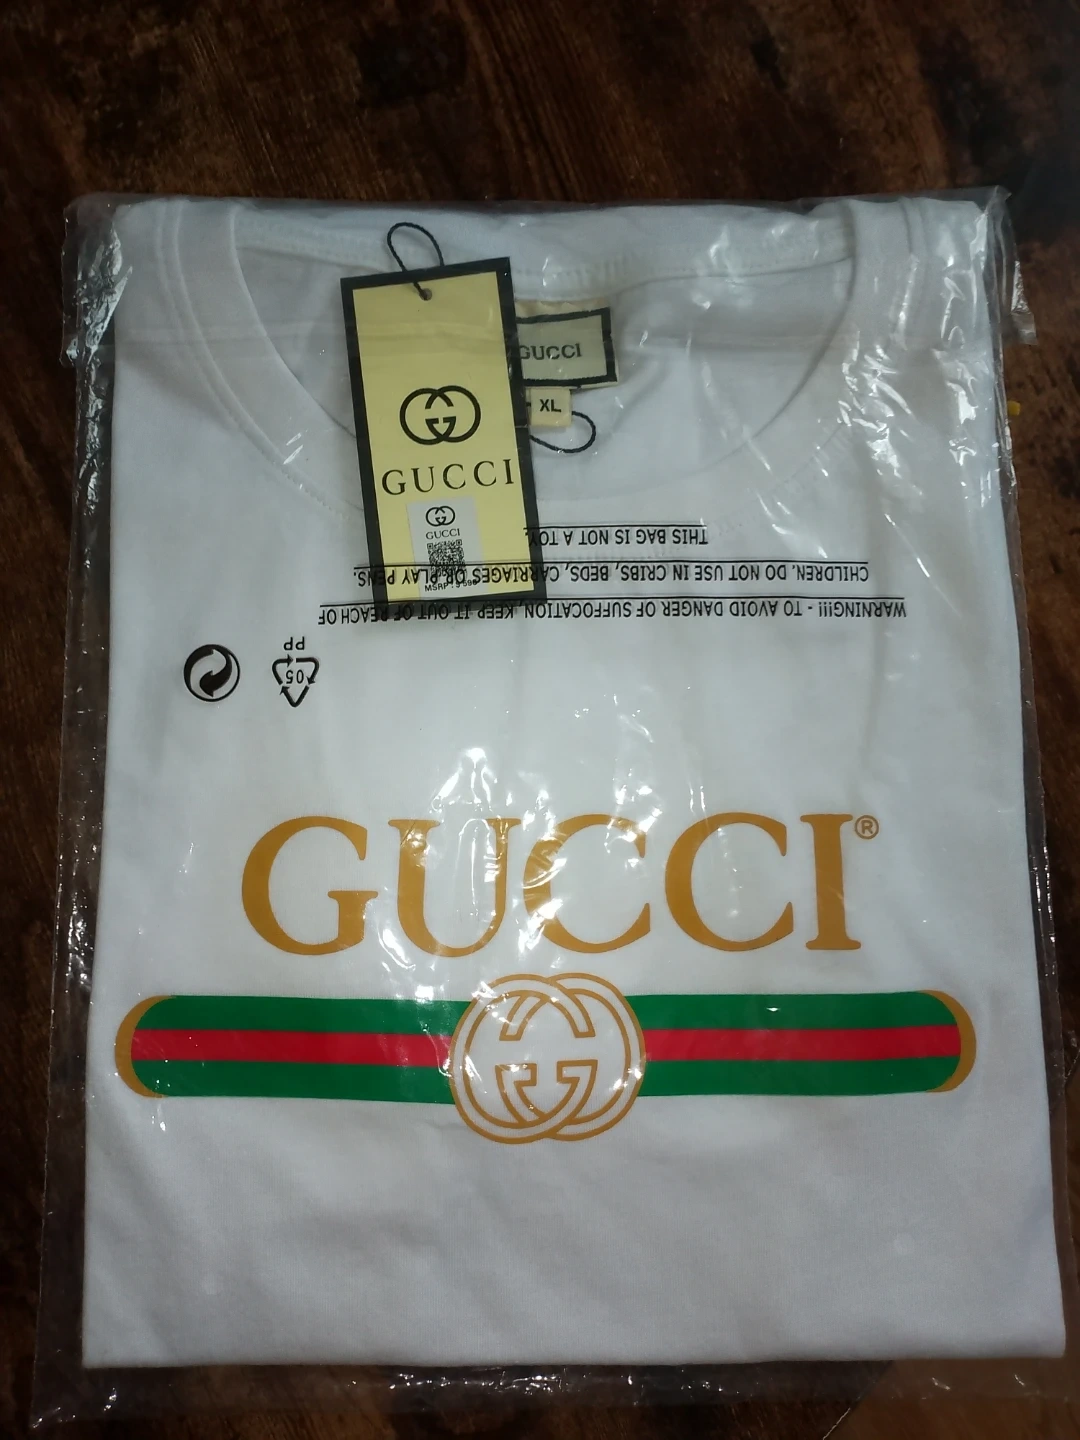 GUCCI
XL
GUCCI
GUCCI
MSRP: $
THIS BAG IS NOT A TOY.
CHILDREN. DO NOT USE IN CRIBS, BEDS, CARRIAGES OR PLAY PENS.
WARNING!!! - TO AVOID DANGER OF SUFFOCATION, KEEP IT OUT OF REACH OF
PP
05
GUCCI®